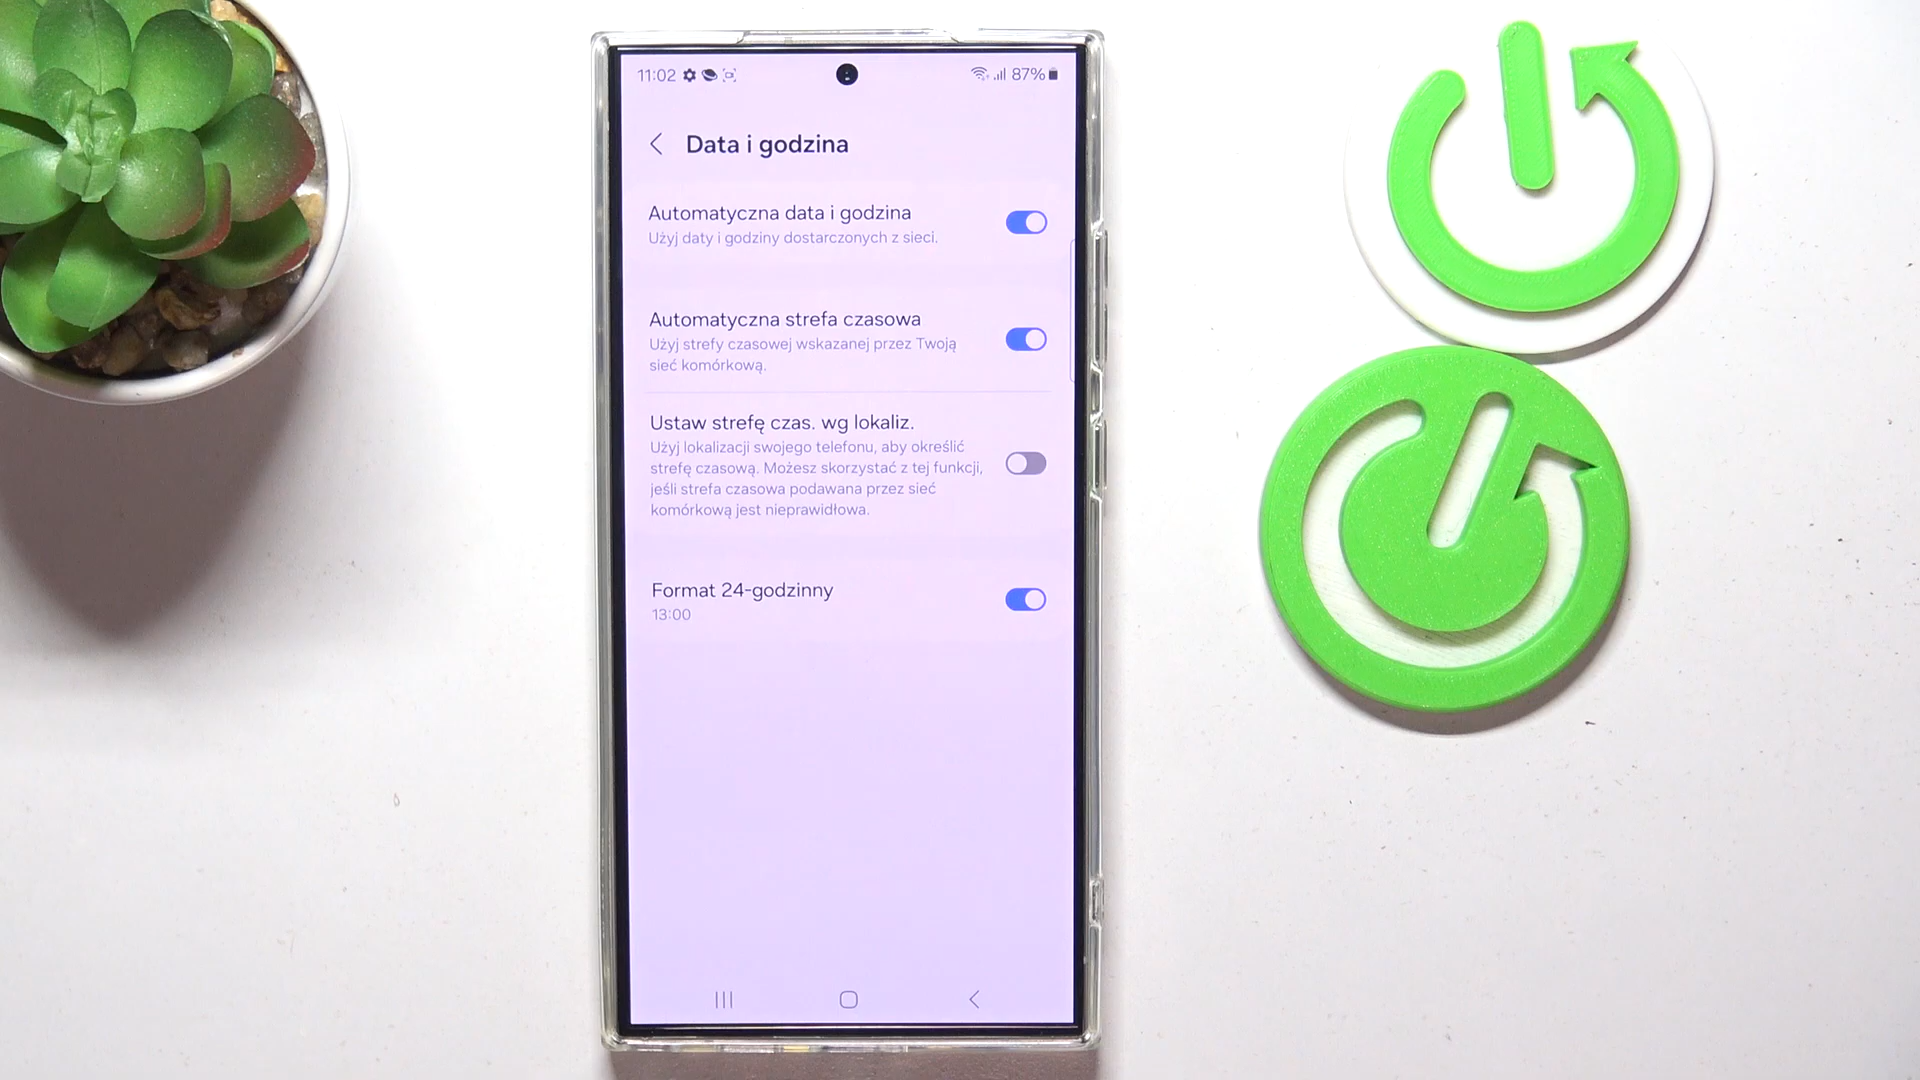 11:02 87%
Data i godzina
Automatyczna data i godzina
Użyj daty i godziny dostarczonych z sieci.
Automatyczna strefa czasowa
Użyj strefy czasowej wskazanej przez Twoją
sieć komórkową.
Ustaw strefę czas. wg lokaliz.
Użyj lokalizacji swojego telefonu, aby określić
strefę czasową. Możesz skorzystać z tej funkcji,
jeśli strefa czasowa podawana przez sieć
komórkową jest nieprawidłowa.
Format 24-godzinny
13:00